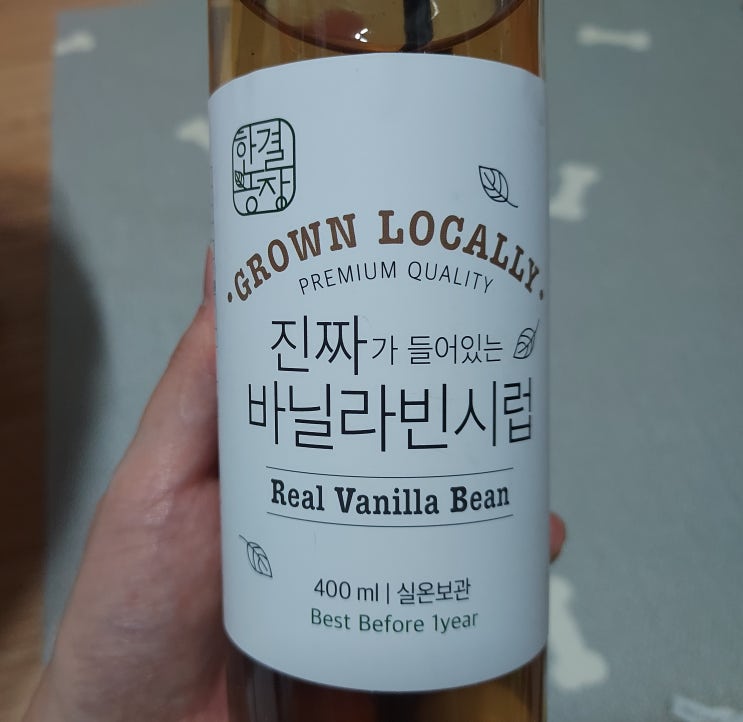 한결
공장
GROWN LOCALLY
PREMIUM QUALITY
진짜가 들어있는
바닐라빈시럽
Real Vanilla Bean
400 ml | 실온보관
Best Before 1year